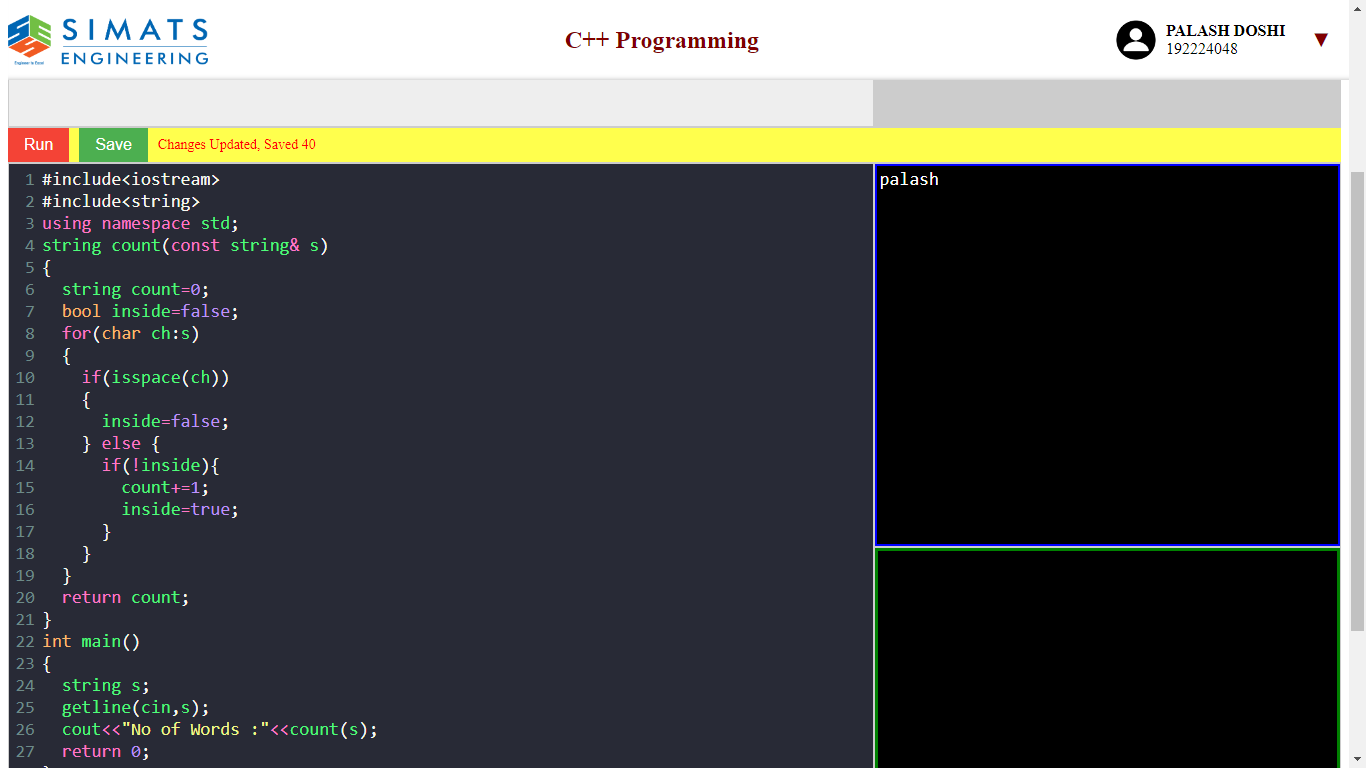 SIMATS
ENGINEERING
Engineer to Excel
C++ Programming
PALASH DOSHI
192224048
▼
Run
Save
Changes Updated, Saved 40
1 #include<iostream>
2 #include<string>
3 using namespace std;
4 string count(const string& s)
5 {
6   string count=0;
7   bool inside=false;
8   for(char ch:s)
9   {
10     if(isspace(ch))
11     {
12       inside=false;
13     } else {
14       if(!inside){
15         count+=1;
16         inside=true;
17       }
18     }
19   }
20   return count;
21 }
22 int main()
23 {
24   string s;
25   getline(cin,s);
26   cout<<"No of Words :"<<count(s);
27   return 0;
palash